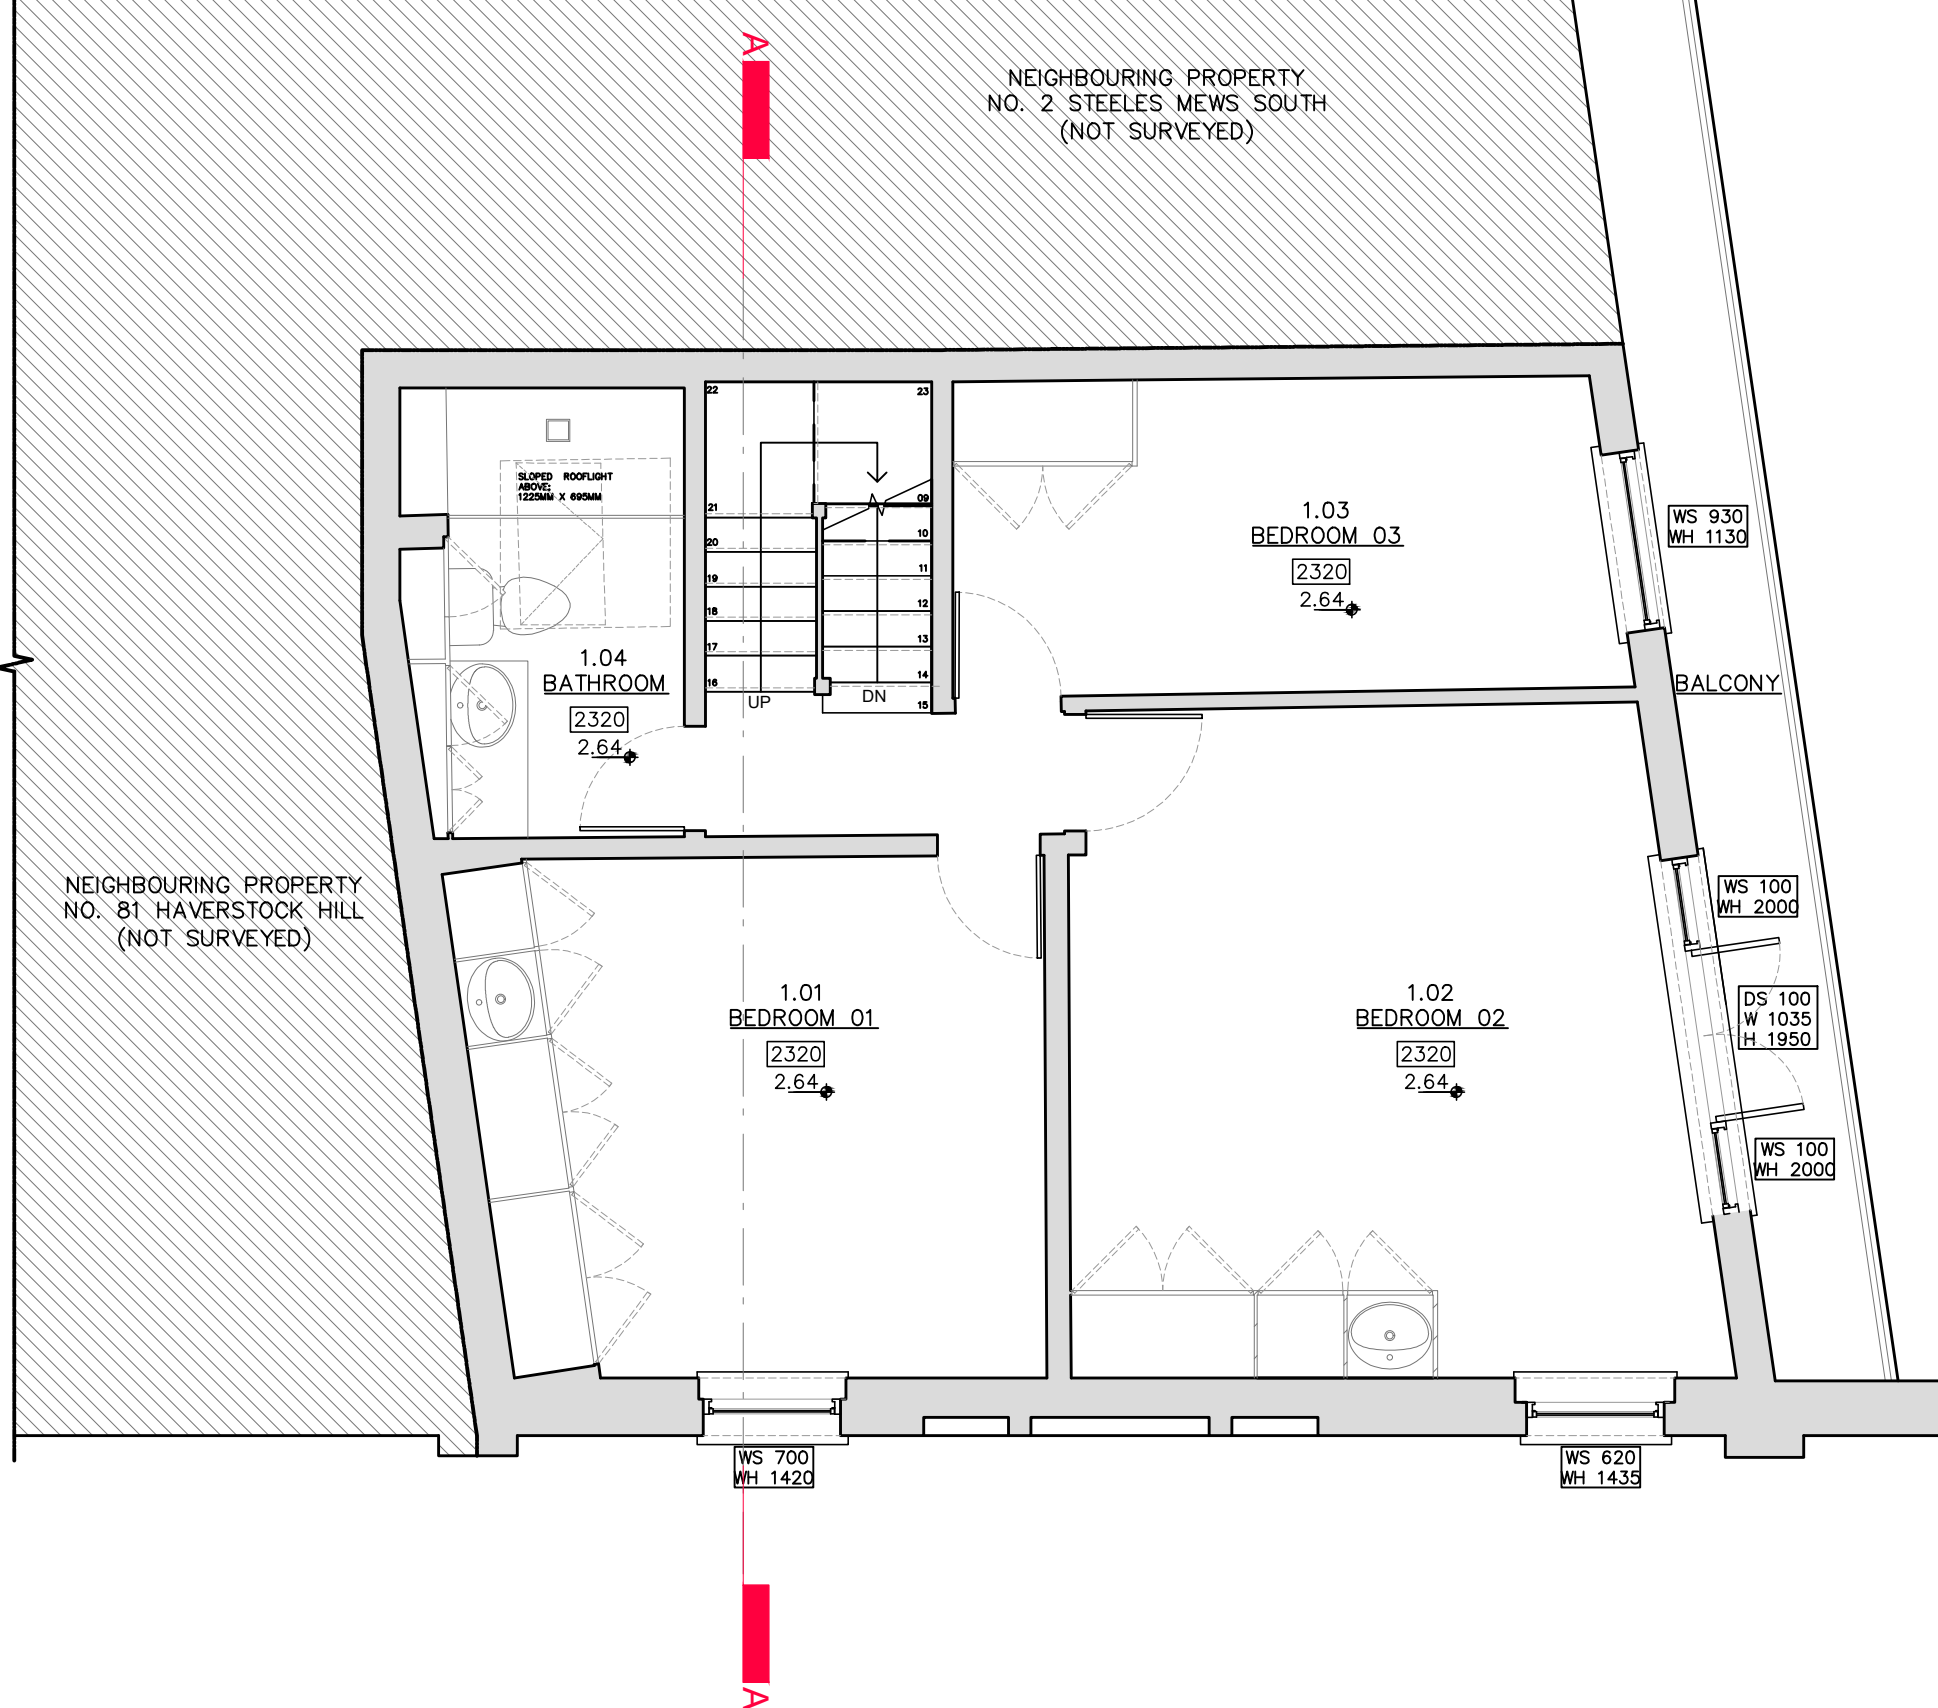 A
NEIGHBOURING PROPERTY
NO. 2 STEELES MEWS SOUTH
(NOT SURVEYED)
22
23
SLOPED ROOFLIGHT
ABOVE;
1225MM X 695MM
21
20
19
18
17
16
UP
09
10
11
12
13
14
15
DN
1.03
BEDROOM 03
2320
2.64
WS 930
WH 1130
1.04
BATHROOM
2320
2.64
BALCONY
NEIGHBOURING PROPERTY
NO. 81 HAVERSTOCK HILL
(NOT SURVEYED)
WS 100
WH 2000
1.01
BEDROOM 01
2320
2.64
1.02
BEDROOM 02
2320
2.64
DS 100
W 1035
H 1950
WS 100
WH 2000
WS 700
WH 1420
WS 620
WH 1435
A